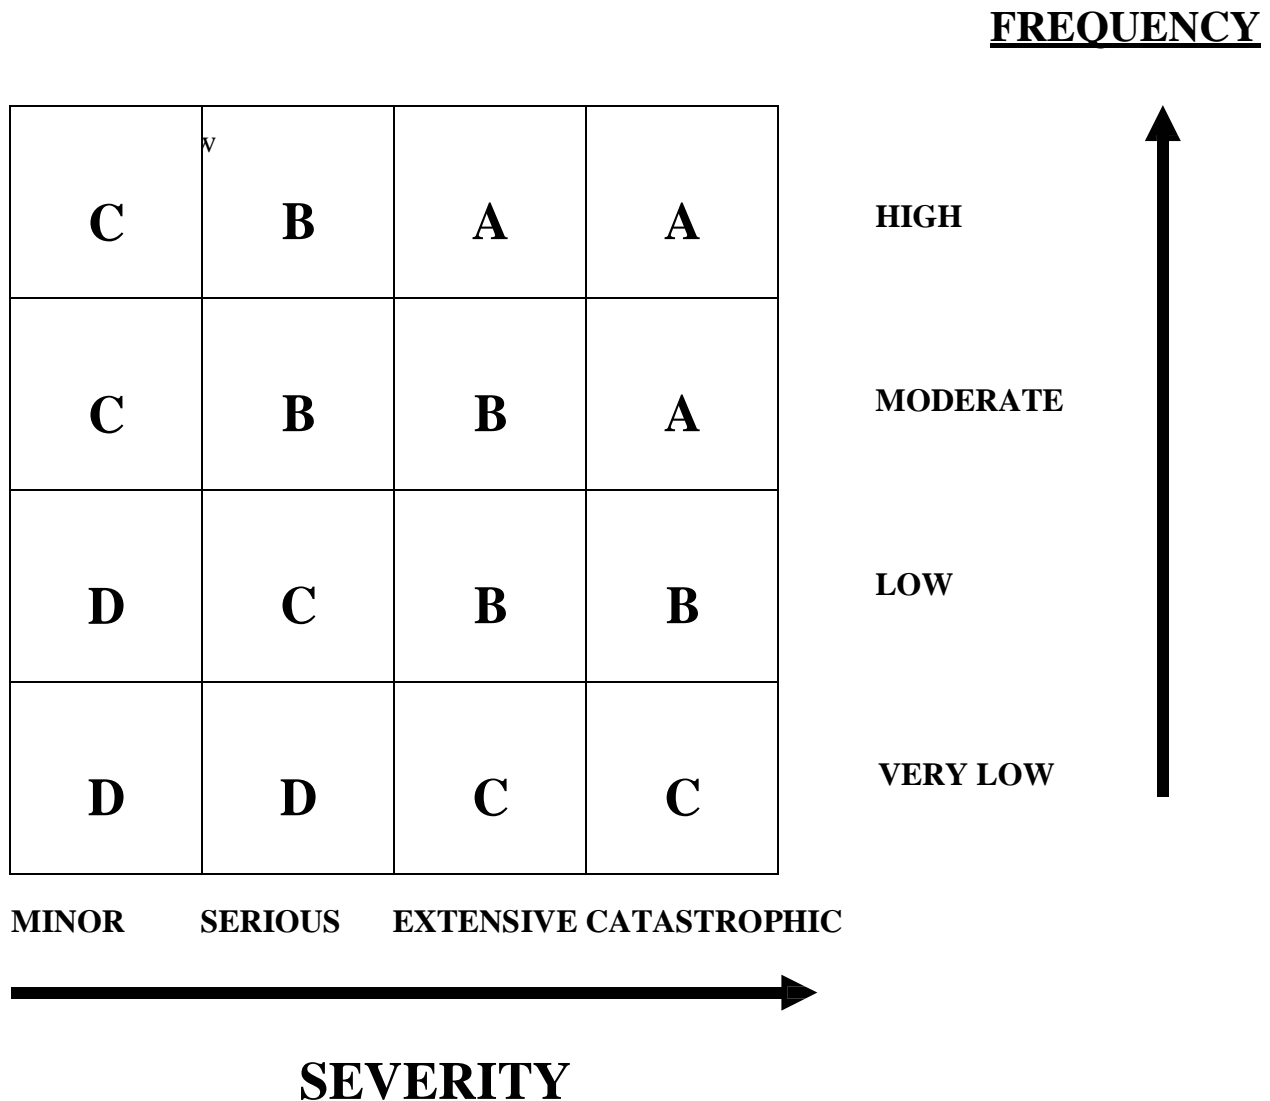 FREQUENCY
v
C B A A HIGH
C B B A MODERATE
D C B B LOW
D D C C VERY LOW
MINOR SERIOUS EXTENSIVE CATASTROPHIC
SEVERITY